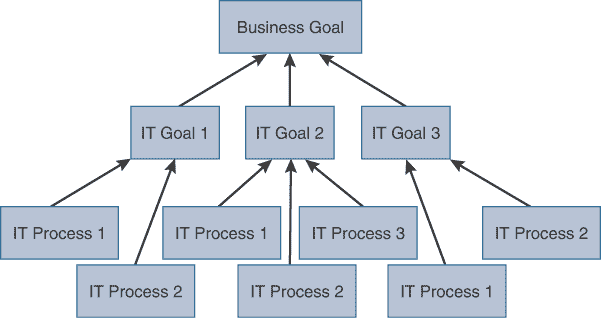 Business Goal
IT Goal 1
IT Goal 2
IT Goal 3
IT Process 1
IT Process 1
IT Process 3
IT Process 2
IT Process 2
IT Process 2
IT Process 1